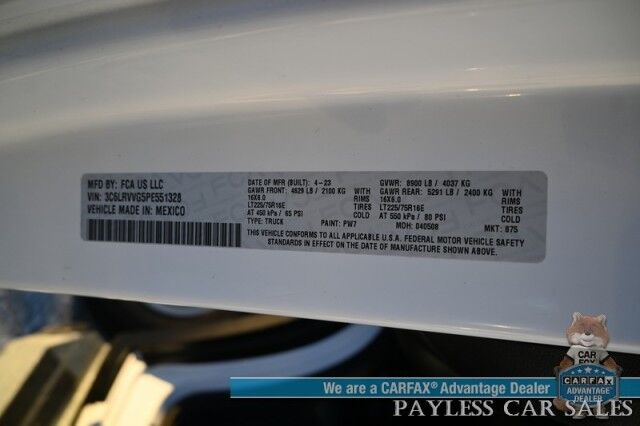 MFD BY: FCA US LLC
VIN: 3C6LRVVG5PE551328
VEHICLE MADE IN: MEXICO
DATE OF MFR (BUILT): 4-23
GAWR FRONT: 4629 LB / 2100 KG WITH
16X6.0 RIMS
LT225/75R16E TIRES
AT 450 kPa / 65 PSI COLD
TYPE: TRUCK PAINT: PW7
GVWR: 8900 LB / 4037 KG
GAWR REAR: 5291 LB / 2400 KG WITH
16X6.0 RIMS
LT225/75R16E TIRES
AT 550 kPa / 80 PSI COLD
MDH: 040508 MKT: 875
THIS VEHICLE CONFORMS TO ALL APPLICABLE U.S.A. FEDERAL MOTOR VEHICLE SAFETY
STANDARDS IN EFFECT ON THE DATE OF MANUFACTURE SHOWN ABOVE
CAR
FOX
CARFAX
ADVANTAGE
DEALER
We are a CARFAX® Advantage Dealer
PAYLESS CAR SALES